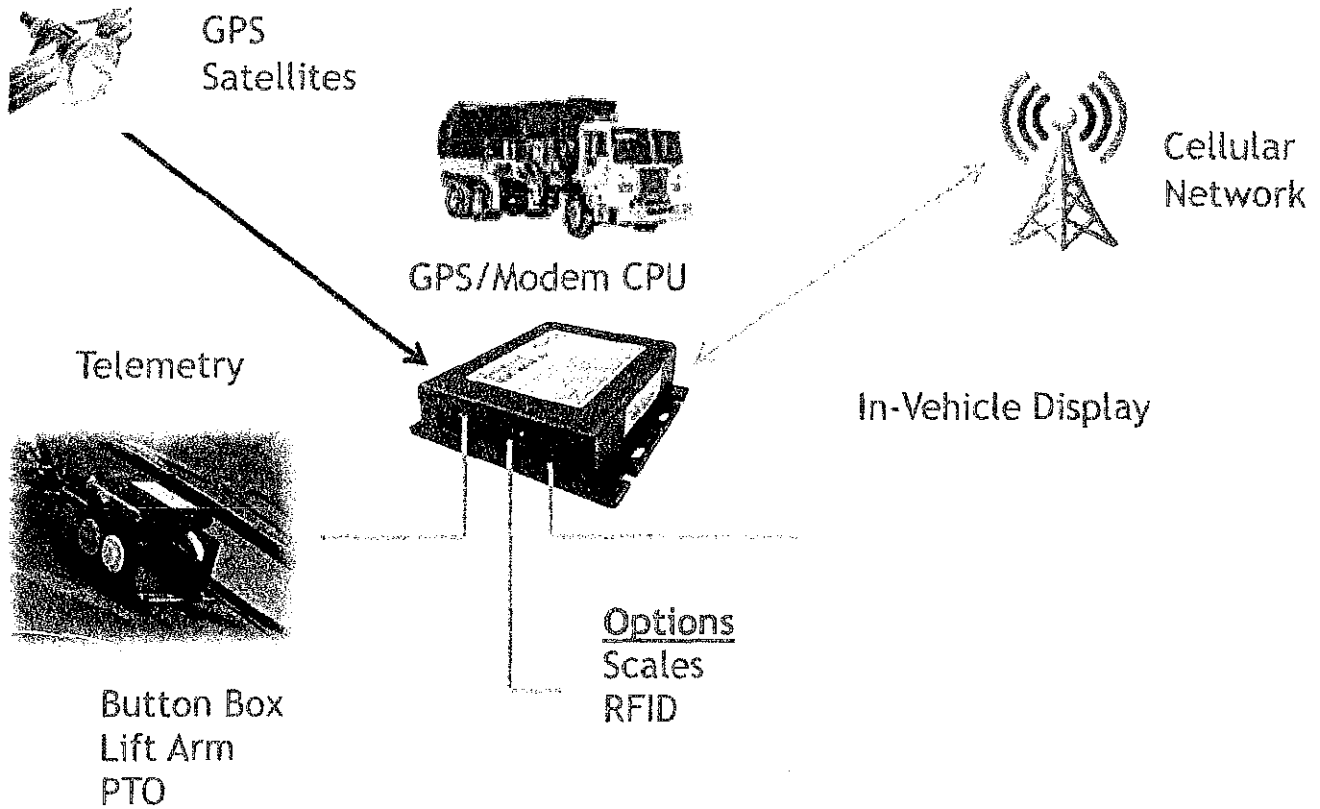 GPS
Satellites
Cellular
Network
GPS/Modem CPU
Telemetry
In-Vehicle Display
Options
Scales
RFID
Button Box
Lift Arm
PTO